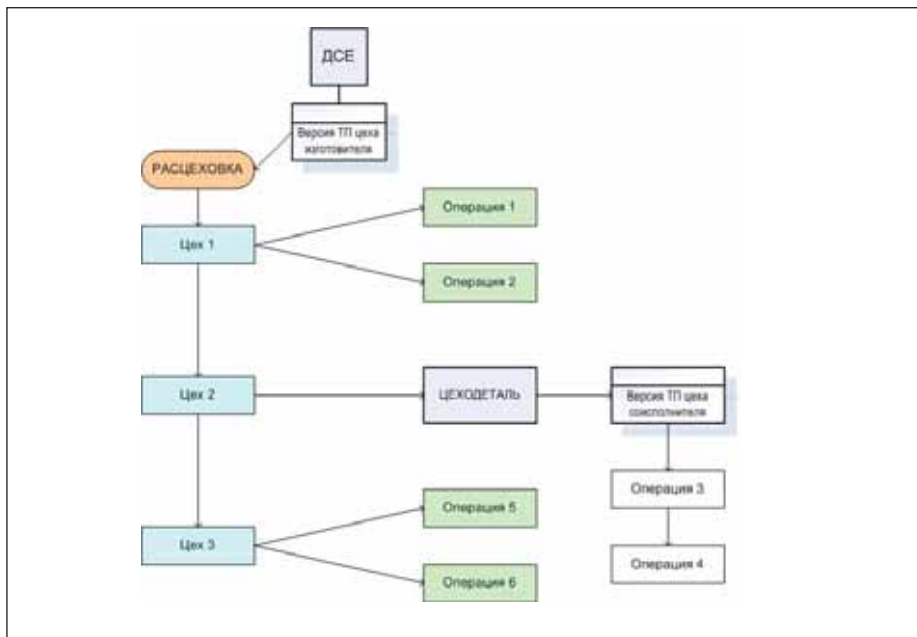 ДСЕ
Версия ТП цеха
изготовителя
РАСЦЕХОВКА
Операция 1
Цех 1
Операция 2
Цех 2
ЦЕХОДЕТАЛЬ
Версия ТП цеха
соисполнителя
Операция 3
Операция 5
Цех 3
Операция 4
Операция 6